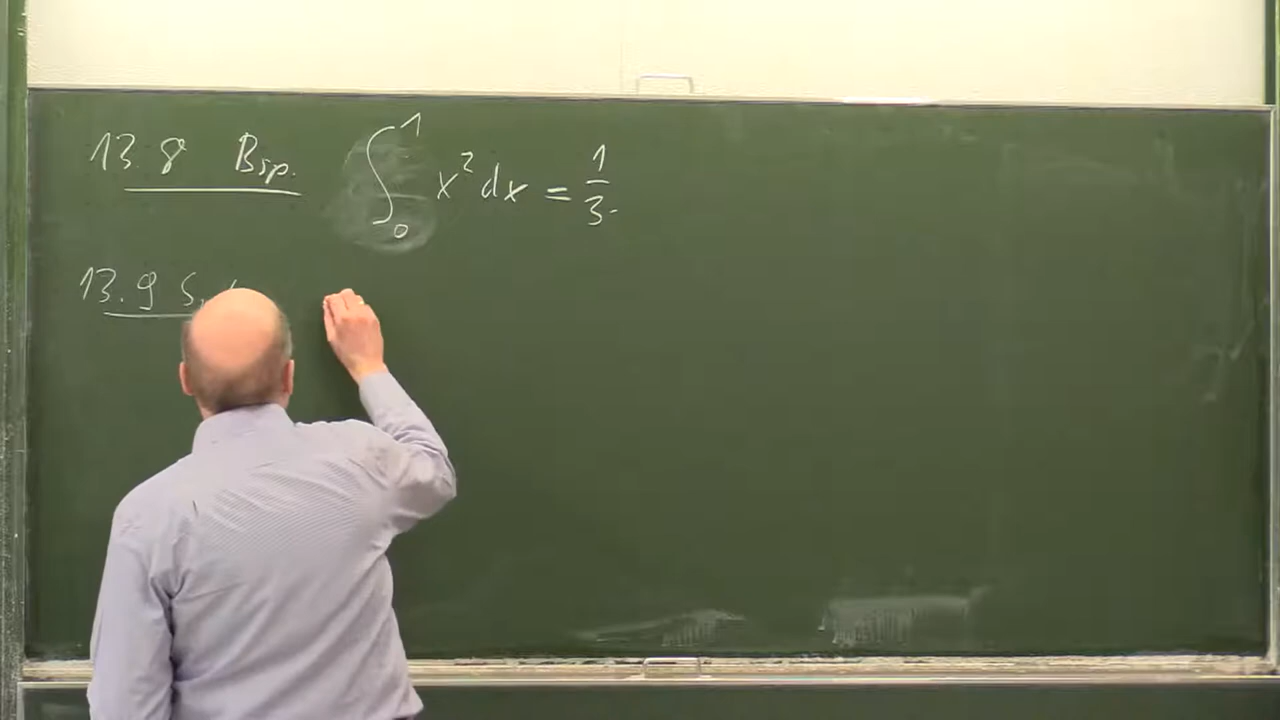 13.8 Bsp. ∫₀¹ x² dx = 1/3.
13.9